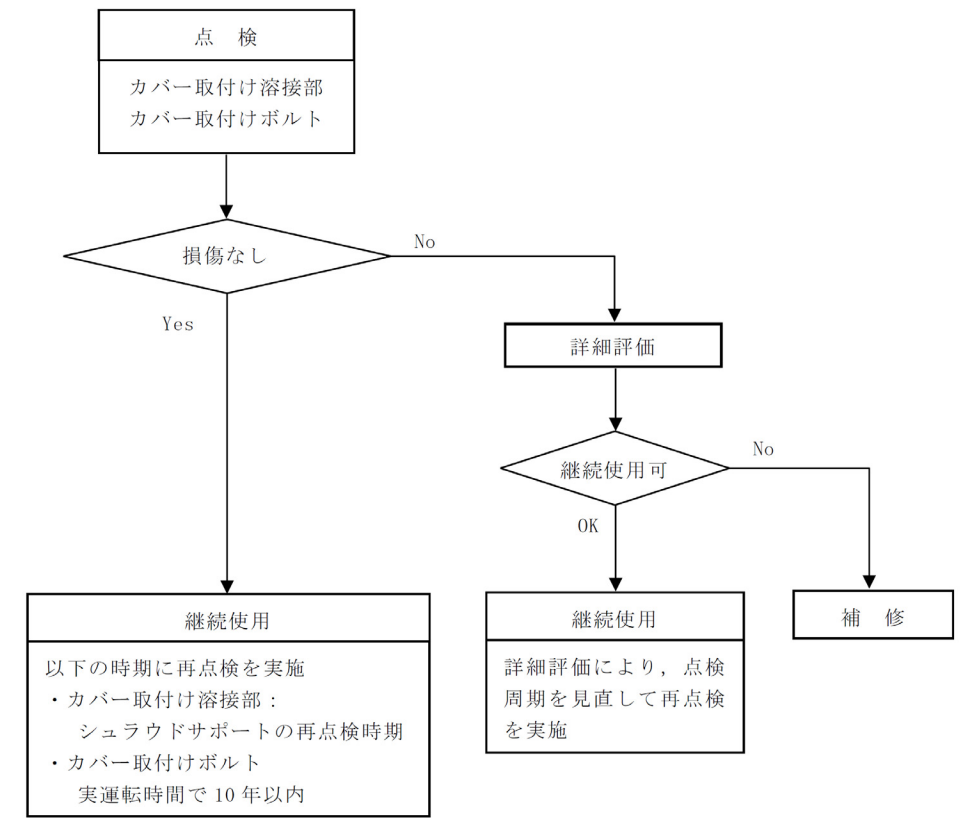 点　検
カバー取付け溶接部
カバー取付けボルト
損傷なし
No
Yes
詳細評価
継続使用可
No
OK
継続使用
以下の時期に再点検を実施
・カバー取付け溶接部：
シュラウドサポートの再点検時期
・カバー取付けボルト
実運転時間で 10 年以内
継続使用
詳細評価により，点検
周期を見直して再点検
を実施
補　修